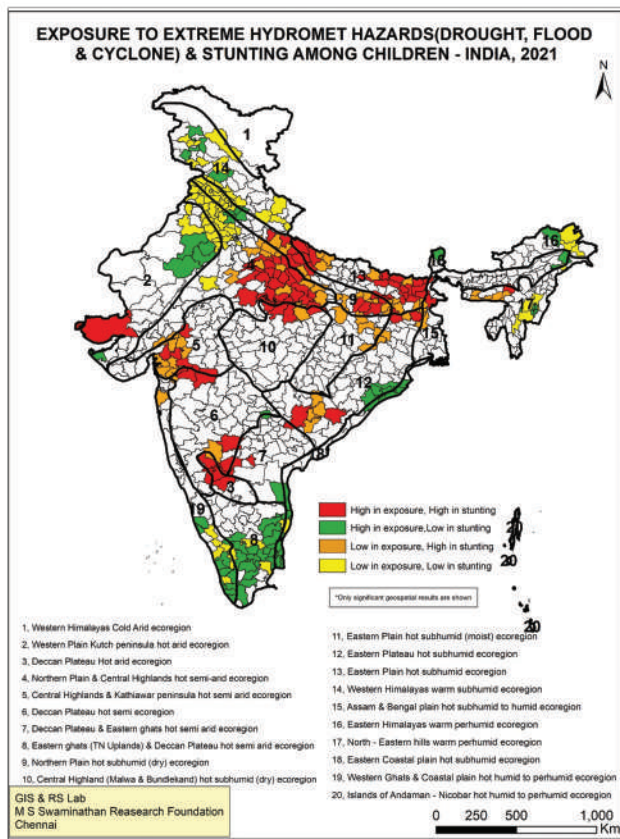 EXPOSURE TO EXTREME HYDROMET HAZARDS(DROUGHT, FLOOD
& CYCLONE) & STUNTING AMONG CHILDREN - INDIA, 2021
N
1
14
2
16
16
13
9
5
10
11
15
12
6
7
3
19
8
High in exposure, High in stunting
High in exposure,Low in stunting
Low in exposure, High in stunting
Low in exposure, Low in stunting
*Only significant geospatial results are shown
20
1, Western Himalayas Cold Arid ecoregion
2, Western Plain Kutch peninsula hot arid ecoregion
3, Deccan Plateau Hot arid ecoregion
4, Northern Plain & Central Highlands hot semi-arid ecoregion
5, Central Highlands & Kathiawar peninsula hot semi arid ecoregion
6, Deccan Plateau hot semi ecoregion
7, Deccan Plateau & Eastern ghats hot semi arid ecoregion
8, Eastern ghats (TN Uplands) & Deccan Plateau hot semi arid ecoregion
9, Northern Plain hot subhumid (dry) ecoregion
10, Central Highland (Malwa & Bundlekand) hot subhumid (dry) ecoregion
11, Eastern Plain hot subhumid (moist) ecoregion
12, Eastern Plateau hot subhumid ecoregion
13, Eastern Plain hot subhumid ecoregion
14, Western Himalayas warm subhumid ecoregion
15, Assam & Bengal plain hot subhumid to humid ecoregion
16, Eastern Himalayas warm perhumid ecoregion
17, North - Eastern hills warm perhumid ecoregion
18, Eastern Coastal plain hot subhumid ecoregion
19, Western Ghats & Coastal plain hot humid to perhumid ecoregion
20, Islands of Andaman - Nicobar hot humid to perhumid ecoregion
GIS & RS Lab
M S Swaminathan Reasearch Foundation
Chennai
0 500 1,000
Km